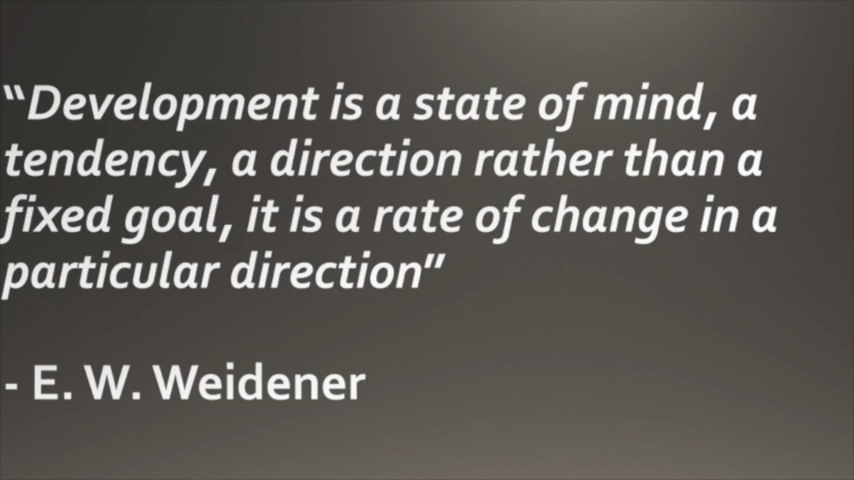 “Development is a state of mind, a
tendency, a direction rather than a
fixed goal, it is a rate of change in a
particular direction”
- E. W. Weidener